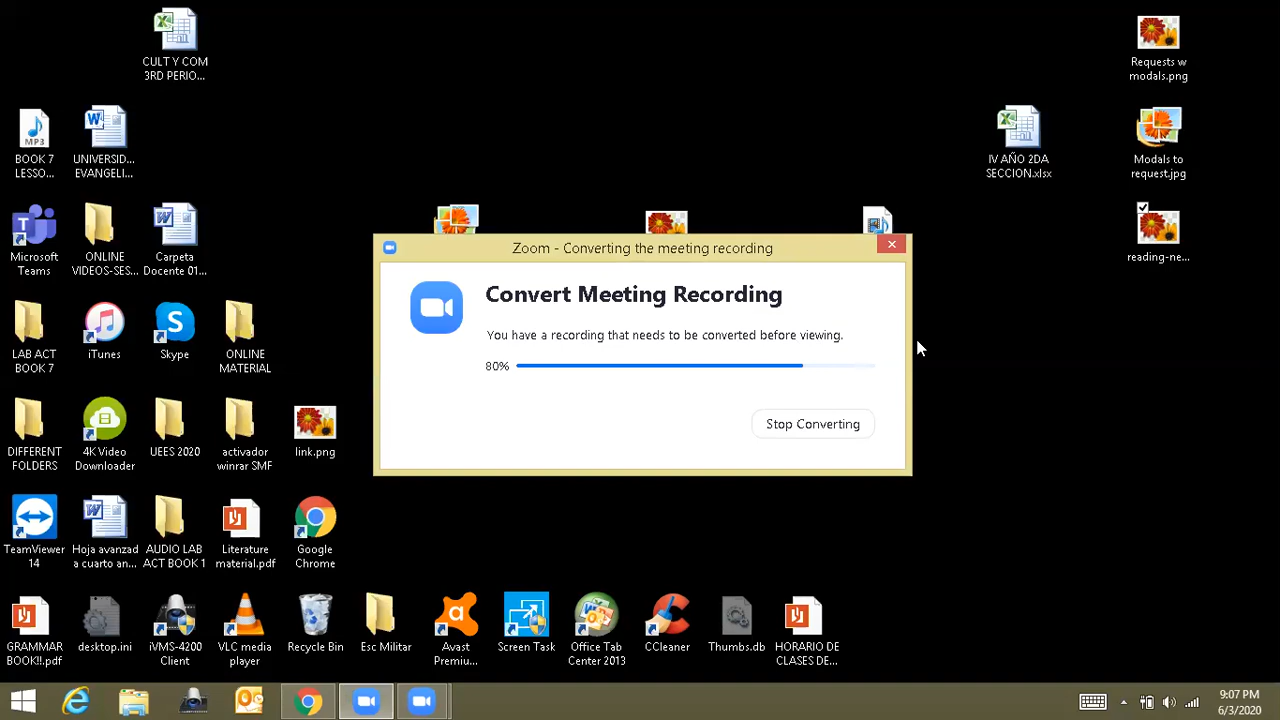 CULT Y COM
3RD PERIO...
Requests w
modals.png
MP3
BOOK 7
LESSO...
UNIVERSID...
EVANGELI...
IV AÑO 2DA
SECCION.xlsx
Modals to
request.jpg
Microsoft
Teams
ONLINE
VIDEOS-SES...
Carpeta
Docente 01...
reading-ne...
Zoom - Converting the meeting recording
Convert Meeting Recording
You have a recording that needs to be converted before viewing.
80%
Stop Converting
LAB ACT
BOOK 7
iTunes
Skype
ONLINE
MATERIAL
DIFFERENT
FOLDERS
4K Video
Downloader
UEES 2020
activador
winrar SMF
link.png
TeamViewer
14
Hoja avanzad
a cuarto an...
AUDIO LAB
ACT BOOK 1
Literature
material.pdf
Google
Chrome
GRAMMAR
BOOK!!.pdf
desktop.ini
iVMS-4200
Client
VLC media
player
Recycle Bin
Esc Militar
Avast
Premiu...
Screen Task
Office Tab
Center 2013
CCleaner
Thumbs.db
HORARIO DE
CLASES DE...
9:07 PM
6/3/2020